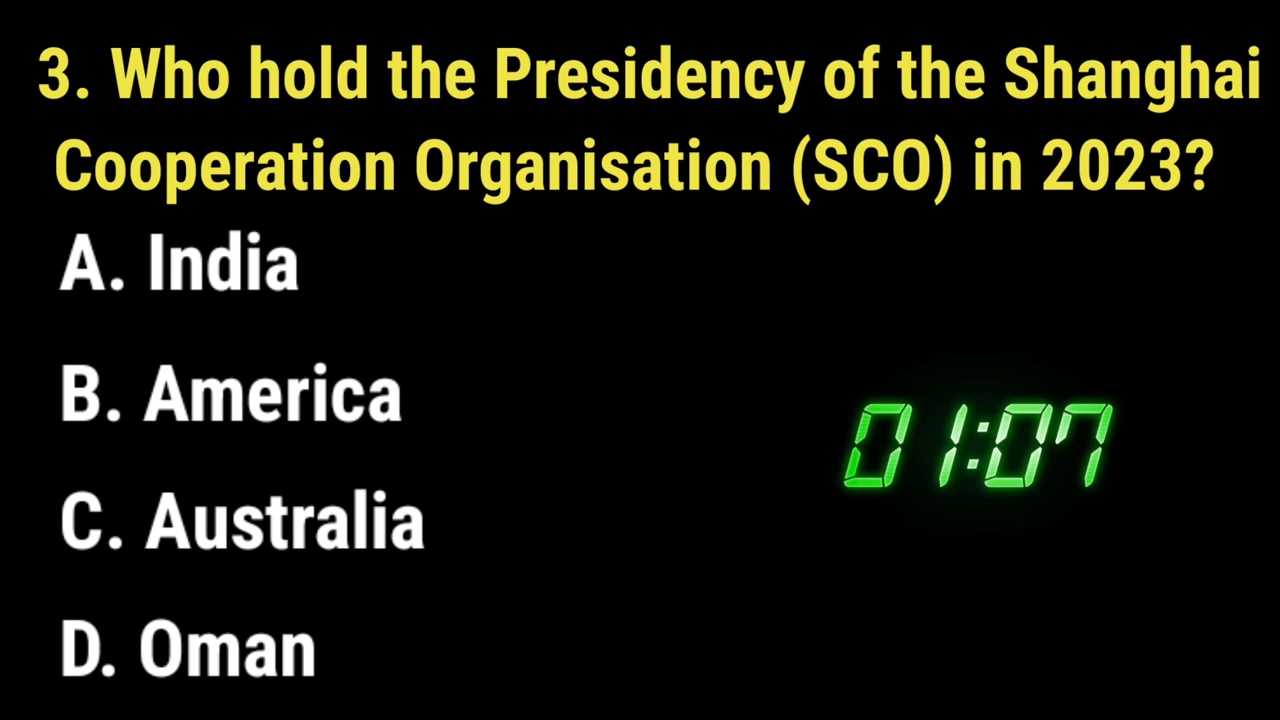 3. Who hold the Presidency of the Shanghai
Cooperation Organisation (SCO) in 2023?
A. India
B. America
C. Australia
D. Oman
01:07